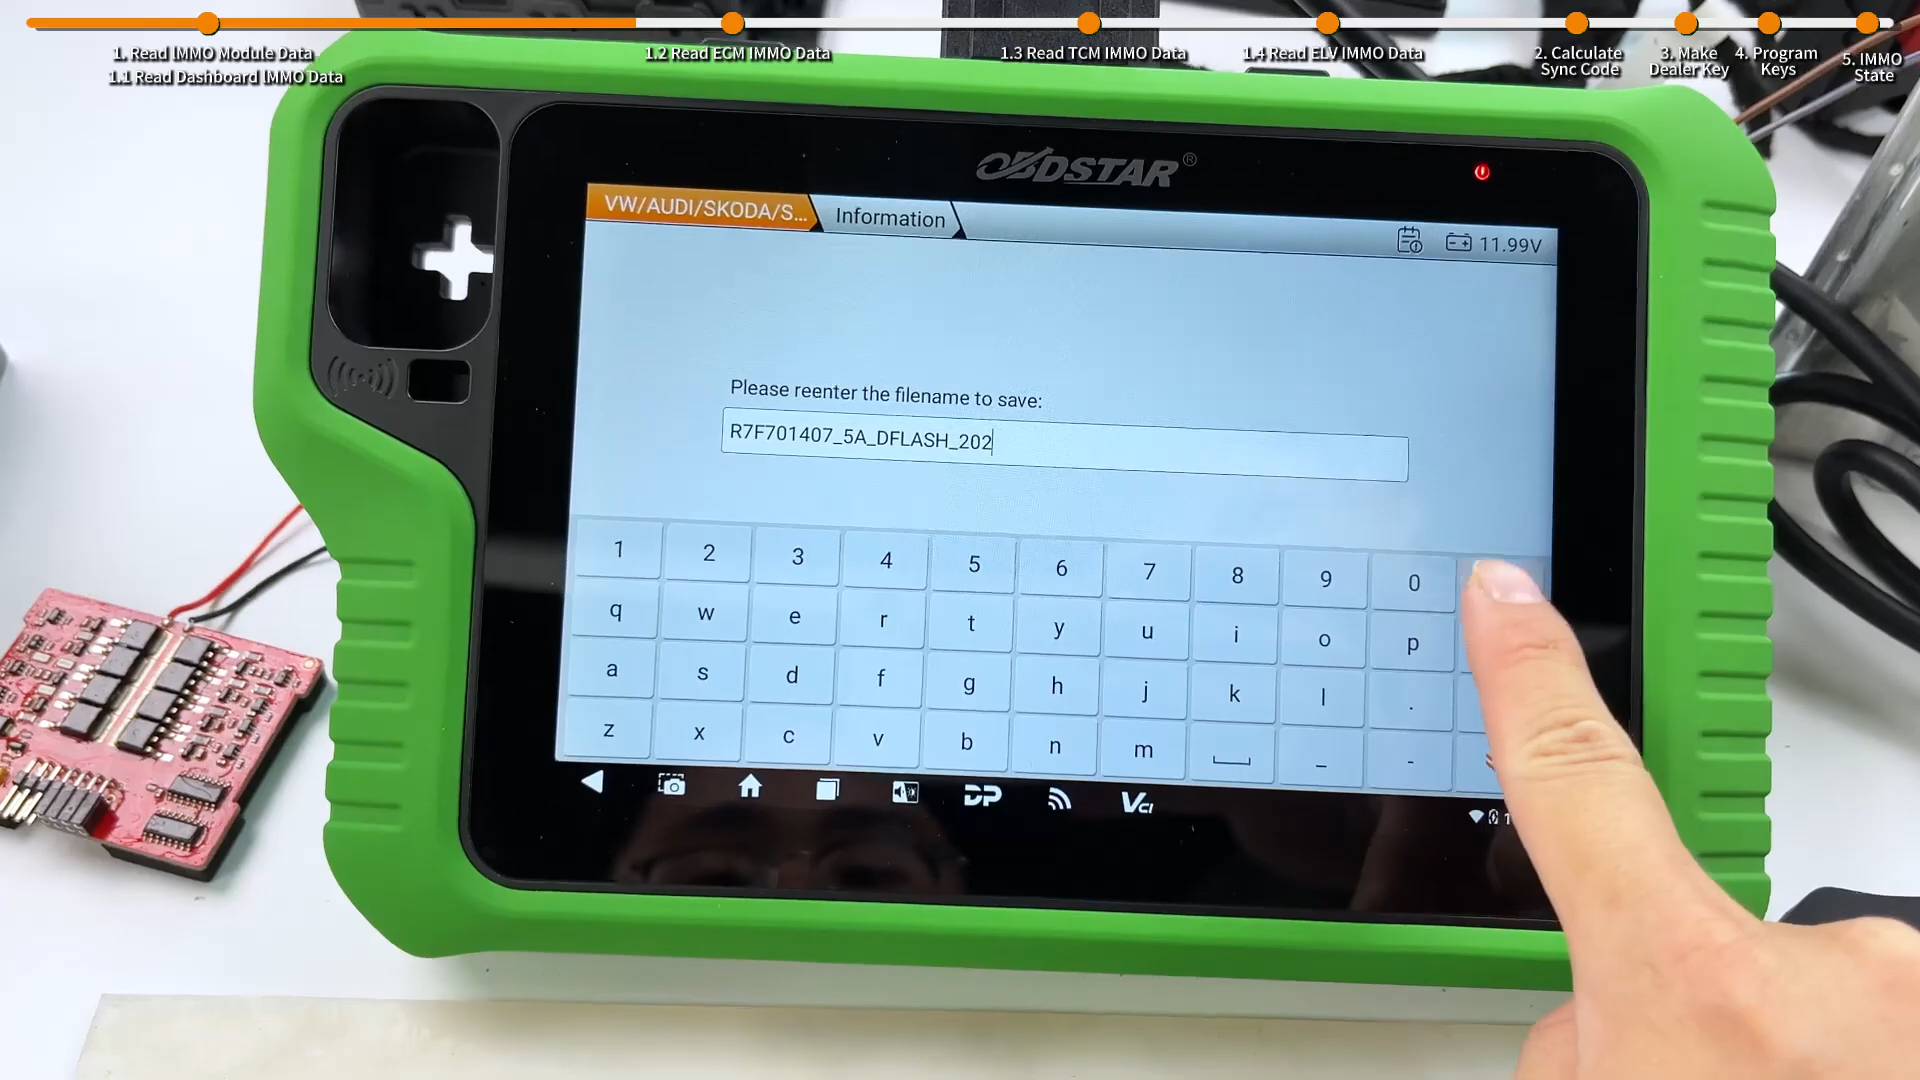 1. Read IMMO Module Data
1.1 Read Dashboard IMMO Data
1.2 Read ECM IMMO Data
1.3 Read TCM IMMO Data
1.4 Read ELV IMMO Data
2. Calculate
Sync Code
3. Make
Dealer Key
4. Program
Keys
5. IMMO
State
OBDSTAR®
VW/AUDI/SKODA/S...
Information
11.99V
Please reenter the filename to save:
R7F701407_5A_DFLASH_202
1 2 3 4 5 6 7 8 9 0
q w e r t y u i o p
a s d f g h j k l .
z x c v b n m _ -
DP
VCI